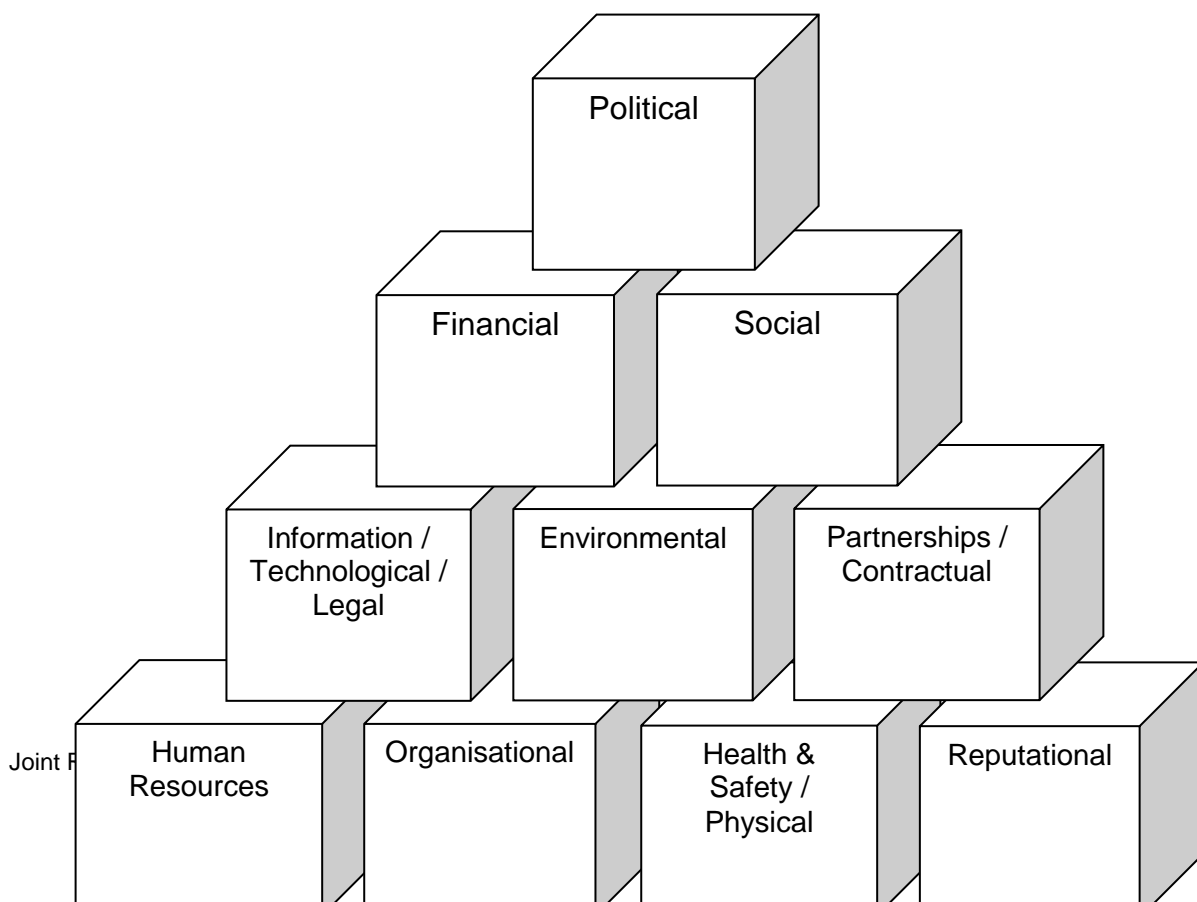 Political
Financial
Social
Information /
Technological /
Legal
Environmental
Partnerships /
Contractual
Joint
Human
Resources
Organisational
Health &
Safety /
Physical
Reputational